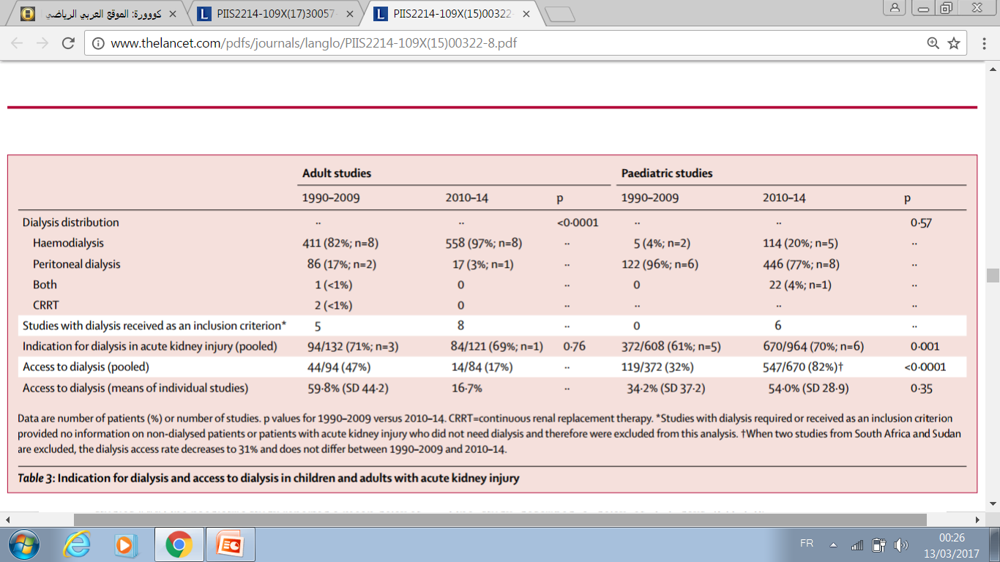 كووورة: الموقع العربي الرياضي
PIIS2214-109X(17)30057
PIIS2214-109X(15)00322-
www.thelancet.com/pdfs/journals/langlo/PIIS2214-109X(15)00322-8.pdf
Adult studies Paediatric studies
1990–2009 2010–14 p 1990–2009 2010–14 p
Dialysis distribution ·· ·· <0·0001 ·· ·· 0·57
Haemodialysis 411 (82%; n=8) 558 (97%; n=8) ·· 5 (4%; n=2) 114 (20%; n=5) ··
Peritoneal dialysis 86 (17%; n=2) 17 (3%; n=1) ·· 122 (96%; n=6) 446 (77%; n=8) ··
Both 1 (<1%) 0 ·· 0 22 (4%; n=1) ··
CRRT 2 (<1%) 0 ·· ·· ·· ··
Studies with dialysis received as an inclusion criterion* 5 8 ·· 0 6 ··
Indication for dialysis in acute kidney injury (pooled) 94/132 (71%; n=3) 84/121 (69%; n=1) 0·76 372/608 (61%; n=5) 670/964 (70%; n=6) 0·001
Access to dialysis (pooled) 44/94 (47%) 14/84 (17%) ·· 119/372 (32%) 547/670 (82%)† <0·0001
Access to dialysis (means of individual studies) 59·8% (SD 44·2) 16·7% ·· 34·2% (SD 37·2) 54·0% (SD 28·9) 0·35
Data are number of patients (%) or number of studies. p values for 1990–2009 versus 2010–14. CRRT=continuous renal replacement therapy. *Studies with dialysis required or received as an inclusion criterion
provided no information on non-dialysed patients or patients with acute kidney injury who did not need dialysis and therefore were excluded from this analysis. †When two studies from South Africa and Sudan
are excluded, the dialysis access rate decreases to 31% and does not differ between 1990–2009 and 2010–14.
Table 3: Indication for dialysis and access to dialysis in children and adults with acute kidney injury
FR
00:26
13/03/2017